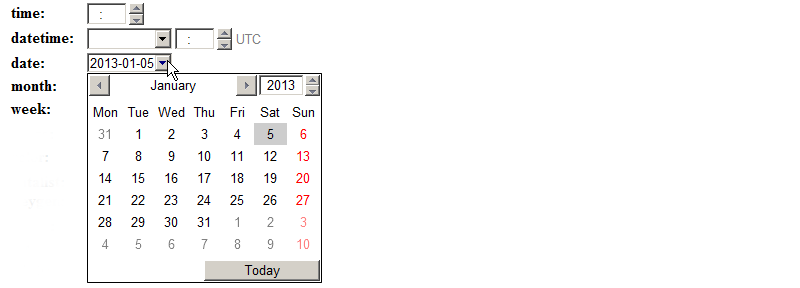 time: :
datetime: : UTC
date: 2013-01-05
month:
week:
January 2013
Mon Tue Wed Thu Fri Sat Sun
31 1 2 3 4 5 6
7 8 9 10 11 12 13
14 15 16 17 18 19 20
21 22 23 24 25 26 27
28 29 30 31 1 2 3
4 5 6 7 8 9 10
Today